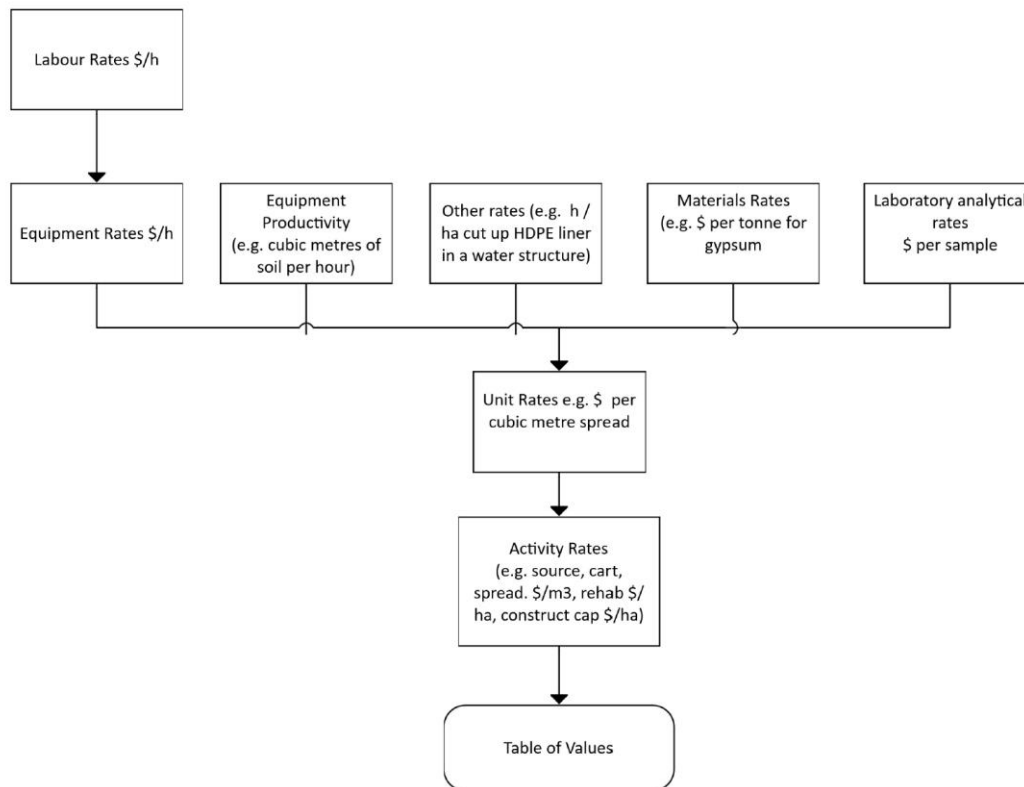 Labour Rates $/h
Equipment Rates $/h
Equipment
Productivity
(e.g. cubic metres of
soil per hour)
Other rates (e.g.  h /
ha cut up HDPE liner
in a water structure)
Materials Rates
(e.g. $ per tonne for
gypsum
Laboratory analytical
rates
$ per sample
Unit Rates e.g. $  per
cubic metre spread
Activity Rates
(e.g. source, cart,
spread. $/m3, rehab $/
ha, construct cap $/ha)
Table of Values